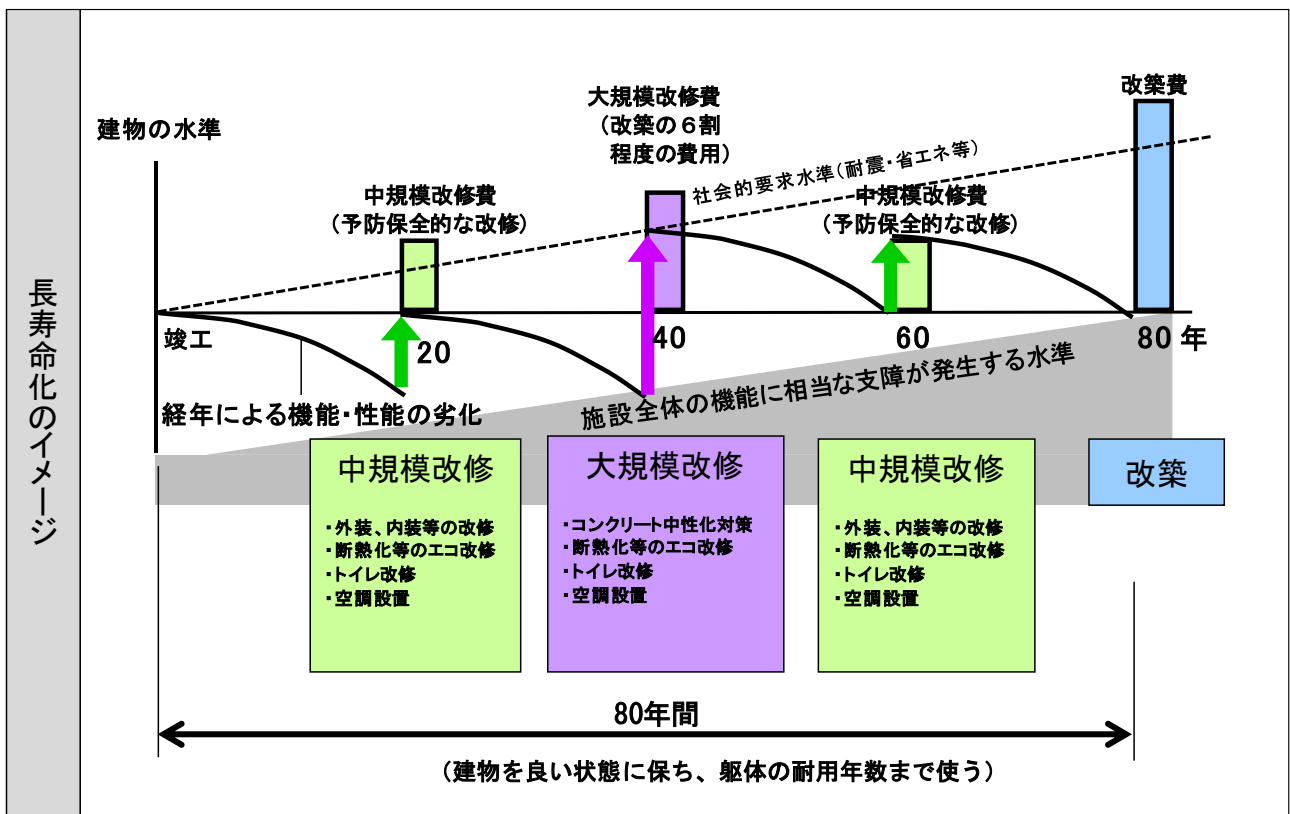 長寿命化のイメージ
建物の水準
中規模改修費
(予防保全的な改修)
大規模改修費
(改築の6割
程度の費用)
社会的要求水準(耐震・省エネ等)
中規模改修費
(予防保全的な改修)
改築費
竣工
20
40
60
80 年
経年による機能・性能の劣化
施設全体の機能に相当な支障が発生する水準
中規模改修
・外装、内装等の改修
・断熱化等のエコ改修
・トイレ改修
・空調設置
大規模改修
・コンクリート中性化対策
・断熱化等のエコ改修
・トイレ改修
・空調設置
中規模改修
・外装、内装等の改修
・断熱化等のエコ改修
・トイレ改修
・空調設置
改築
80年間
(建物を良い状態に保ち、躯体の耐用年数まで使う)